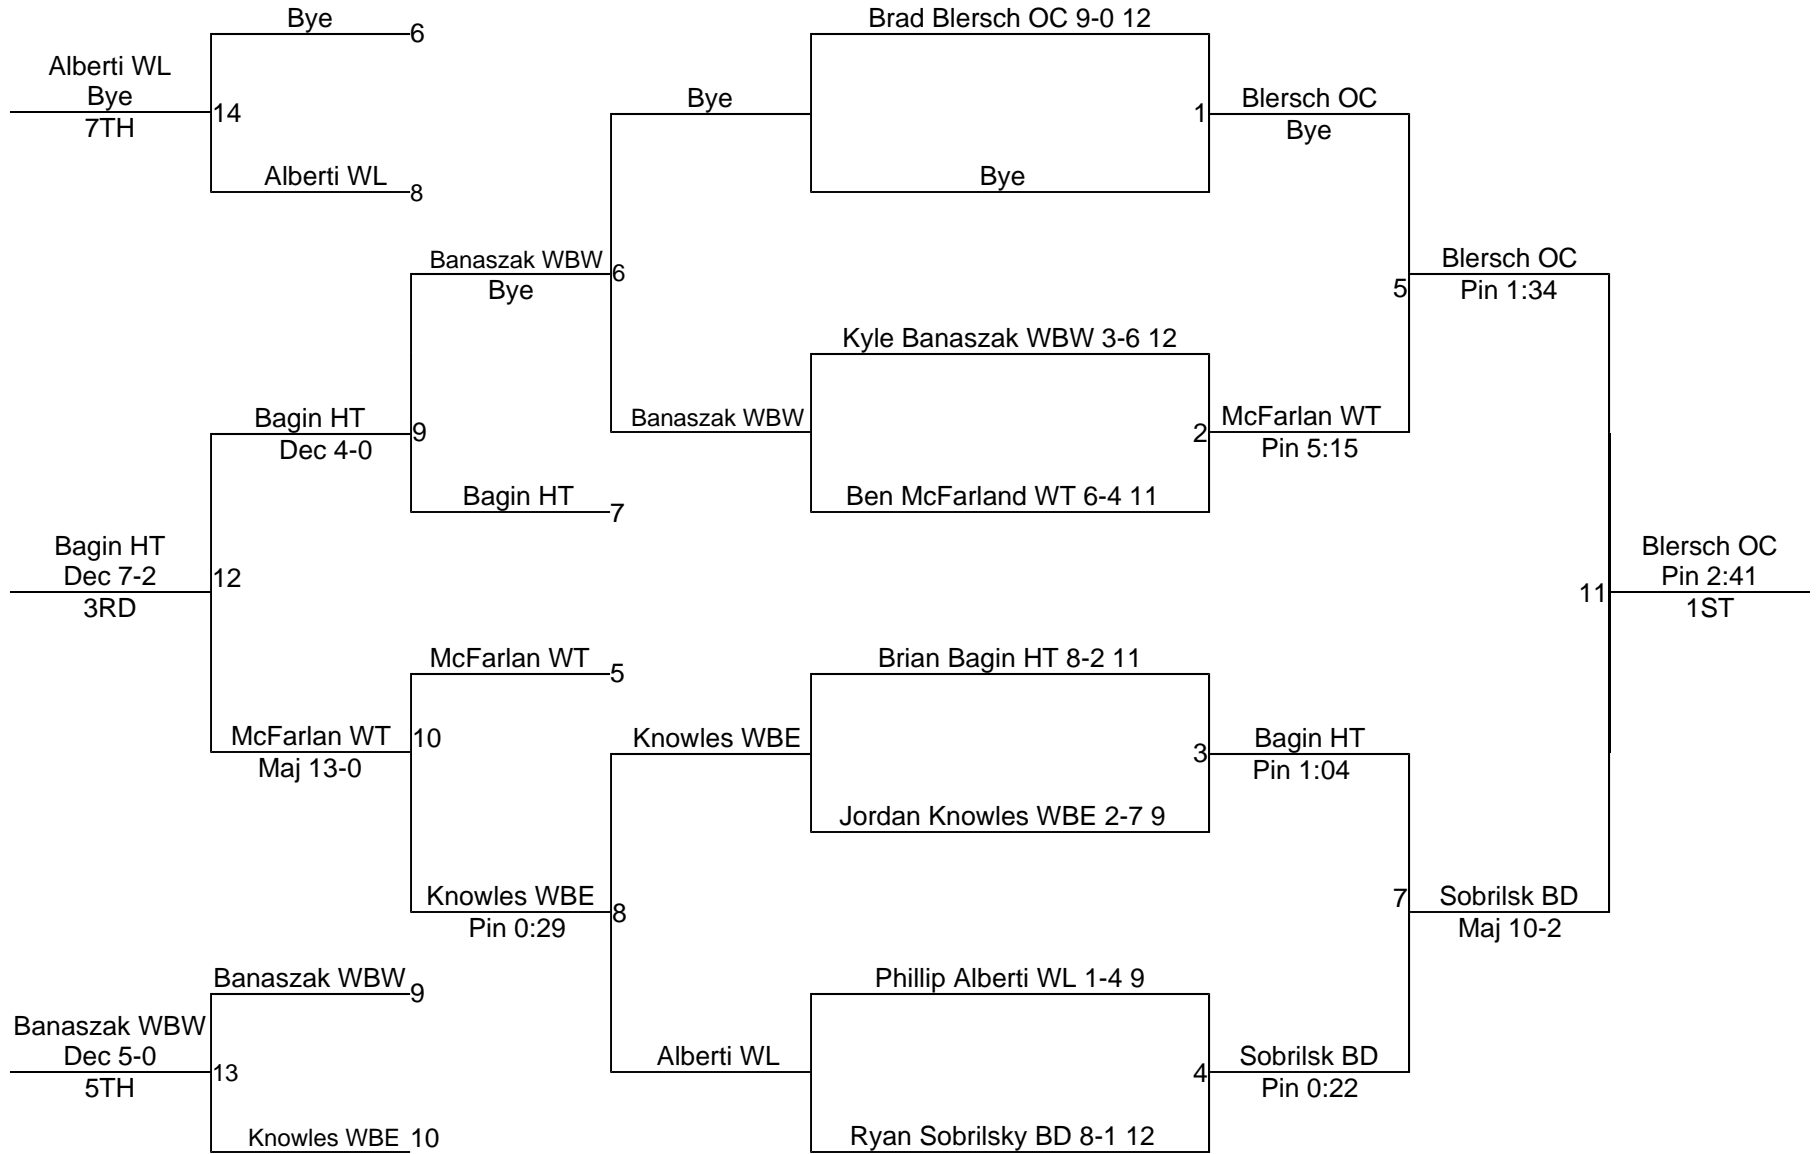 Bye
6
Brad Blersch OC 9-0 12
Alberti WL
Bye
7TH
14
Bye
1
Blersch OC
Bye
Alberti WL
8
Bye
Banaszak WBW
Bye
6
Blersch OC
Pin 1:34
5
Kyle Banaszak WBW 3-6 12
Bagin HT
Dec 4-0
9
Banaszak WBW
2
McFarlan WT
Pin 5:15
Bagin HT
7
Ben McFarland WT 6-4 11
Bagin HT
Dec 7-2
3RD
12
11
Blersch OC
Pin 2:41
1ST
McFarlan WT
5
Brian Bagin HT 8-2 11
McFarlan WT
Maj 13-0
10
Knowles WBE
3
Bagin HT
Pin 1:04
Jordan Knowles WBE 2-7 9
Knowles WBE
Pin 0:29
8
7
Sobrilsk BD
Maj 10-2
Banaszak WBW
9
Phillip Alberti WL 1-4 9
Banaszak WBW
Dec 5-0
5TH
13
Alberti WL
4
Sobrilsk BD
Pin 0:22
Knowles WBE
10
Ryan Sobrilsky BD 8-1 12